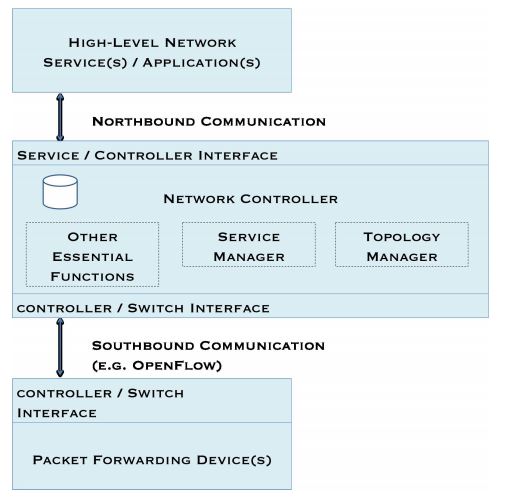 High-Level Network
Service(s) / Application(s)
Northbound Communication
Service / Controller Interface
Network Controller
Other
Essential
Functions
Service
Manager
Topology
Manager
controller / Switch Interface
Southbound Communication
(e.g. OpenFlow)
controller / Switch
Interface
Packet Forwarding Device(s)